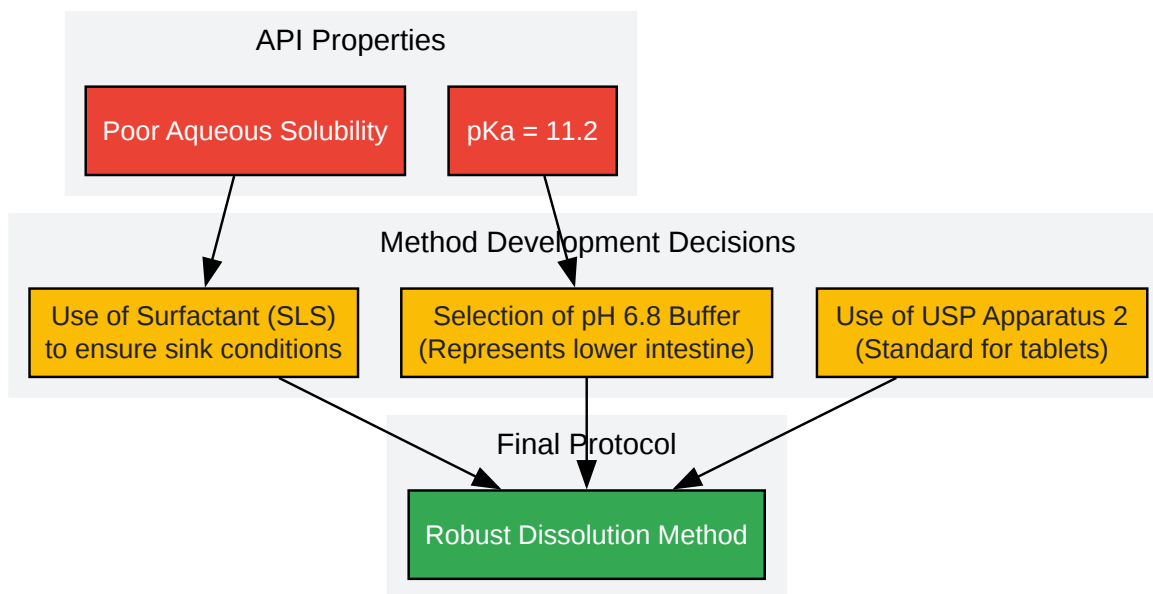 API Properties
Poor Aqueous Solubility
pKa = 11.2
Method Development Decisions
Use of Surfactant (SLS)
to ensure sink conditions
Selection of pH 6.8 Buffer
(Represents lower intestine)
Use of USP Apparatus 2
(Standard for tablets)
Final Protocol
Robust Dissolution Method